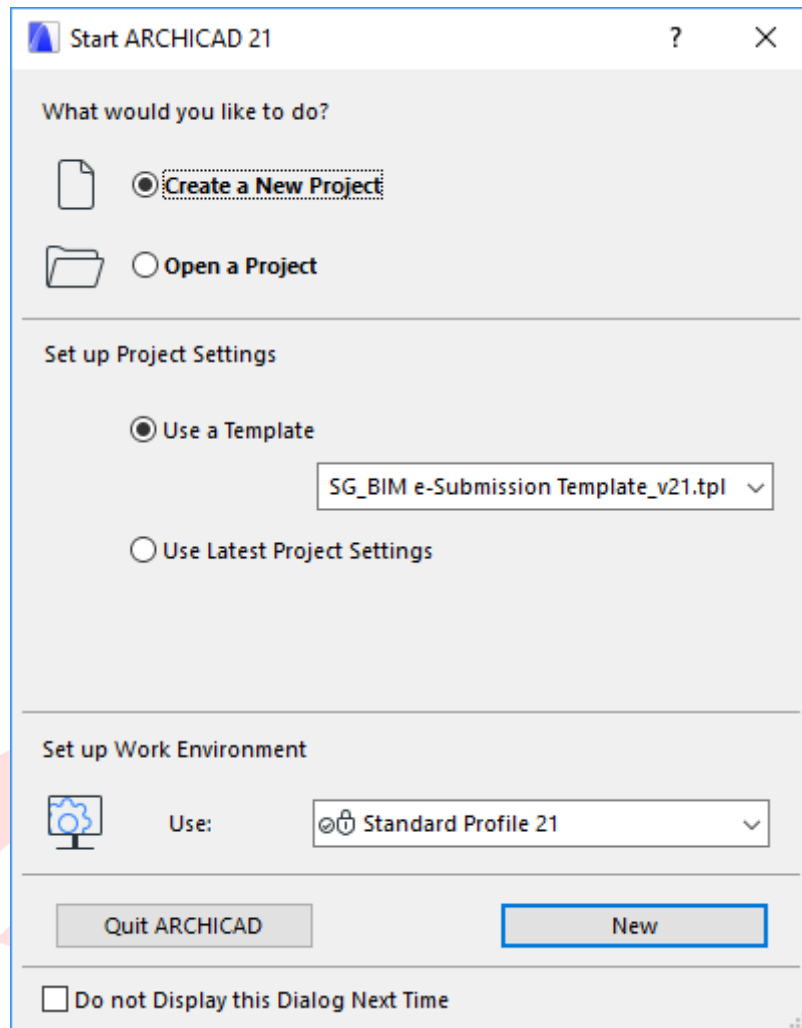 Start ARCHICAD 21
?
What would you like to do?
Create a New Project
Open a Project
Set up Project Settings
Use a Template
SG_BIM e-Submission Template_v21.tpl
Use Latest Project Settings
Set up Work Environment
Use: Standard Profile 21
Quit ARCHICAD New
Do not Display this Dialog Next Time